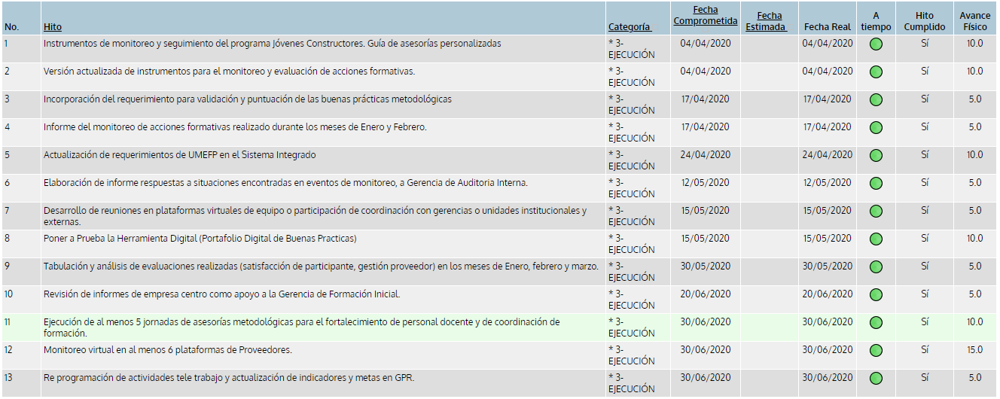 No. Hito Categoría Fecha Comprometida Fecha Estimada Fecha Real A tiempo Hito Cumplido Avance Físico
1 Instrumentos de monitoreo y seguimiento del programa Jóvenes Constructores. Guía de asesorías personalizadas * 3- EJECUCIÓN 04/04/2020 04/04/2020 Sí 10.0
2 Versión actualizada de instrumentos para el monitoreo y evaluación de acciones formativas. * 3- EJECUCIÓN 04/04/2020 04/04/2020 Sí 10.0
3 Incorporación del requerimiento para validación y puntuación de las buenas prácticas metodológicas * 3- EJECUCIÓN 17/04/2020 17/04/2020 Sí 5.0
4 Informe del monitoreo de acciones formativas realizado durante los meses de Enero y Febrero. * 3- EJECUCIÓN 17/04/2020 17/04/2020 Sí 5.0
5 Actualización de requerimientos de UMEFP en el Sistema Integrado * 3- EJECUCIÓN 24/04/2020 24/04/2020 Sí 10.0
6 Elaboración de informe respuestas a situaciones encontradas en eventos de monitoreo, a Gerencia de Auditoria Interna. * 3- EJECUCIÓN 12/05/2020 12/05/2020 Sí 5.0
7 Desarrollo de reuniones en plataformas virtuales de equipo o participación de coordinación con gerencias o unidades institucionales y externas. * 3- EJECUCIÓN 15/05/2020 15/05/2020 Sí 5.0
8 Poner a Prueba la Herramienta Digital (Portafolio Digital de Buenas Practicas) * 3- EJECUCIÓN 15/05/2020 15/05/2020 Sí 10.0
9 Tabulación y análisis de evaluaciones realizadas (satisfacción de participante, gestión proveedor) en los meses de Enero, febrero y marzo. * 3- EJECUCIÓN 30/05/2020 30/05/2020 Sí 5.0
10 Revisión de informes de empresa centro como apoyo a la Gerencia de Formación Inicial. * 3- EJECUCIÓN 20/06/2020 20/06/2020 Sí 5.0
11 Ejecución de al menos 5 jornadas de asesorías metodológicas para el fortalecimiento de personal docente y de coordinación de formación. * 3- EJECUCIÓN 30/06/2020 30/06/2020 Sí 10.0
12 Monitoreo virtual en al menos 6 plataformas de Proveedores. * 3- EJECUCIÓN 30/06/2020 30/06/2020 Sí 15.0
13 Re programación de actividades tele trabajo y actualización de indicadores y metas en GPR. * 3- EJECUCIÓN 30/06/2020 30/06/2020 Sí 5.0